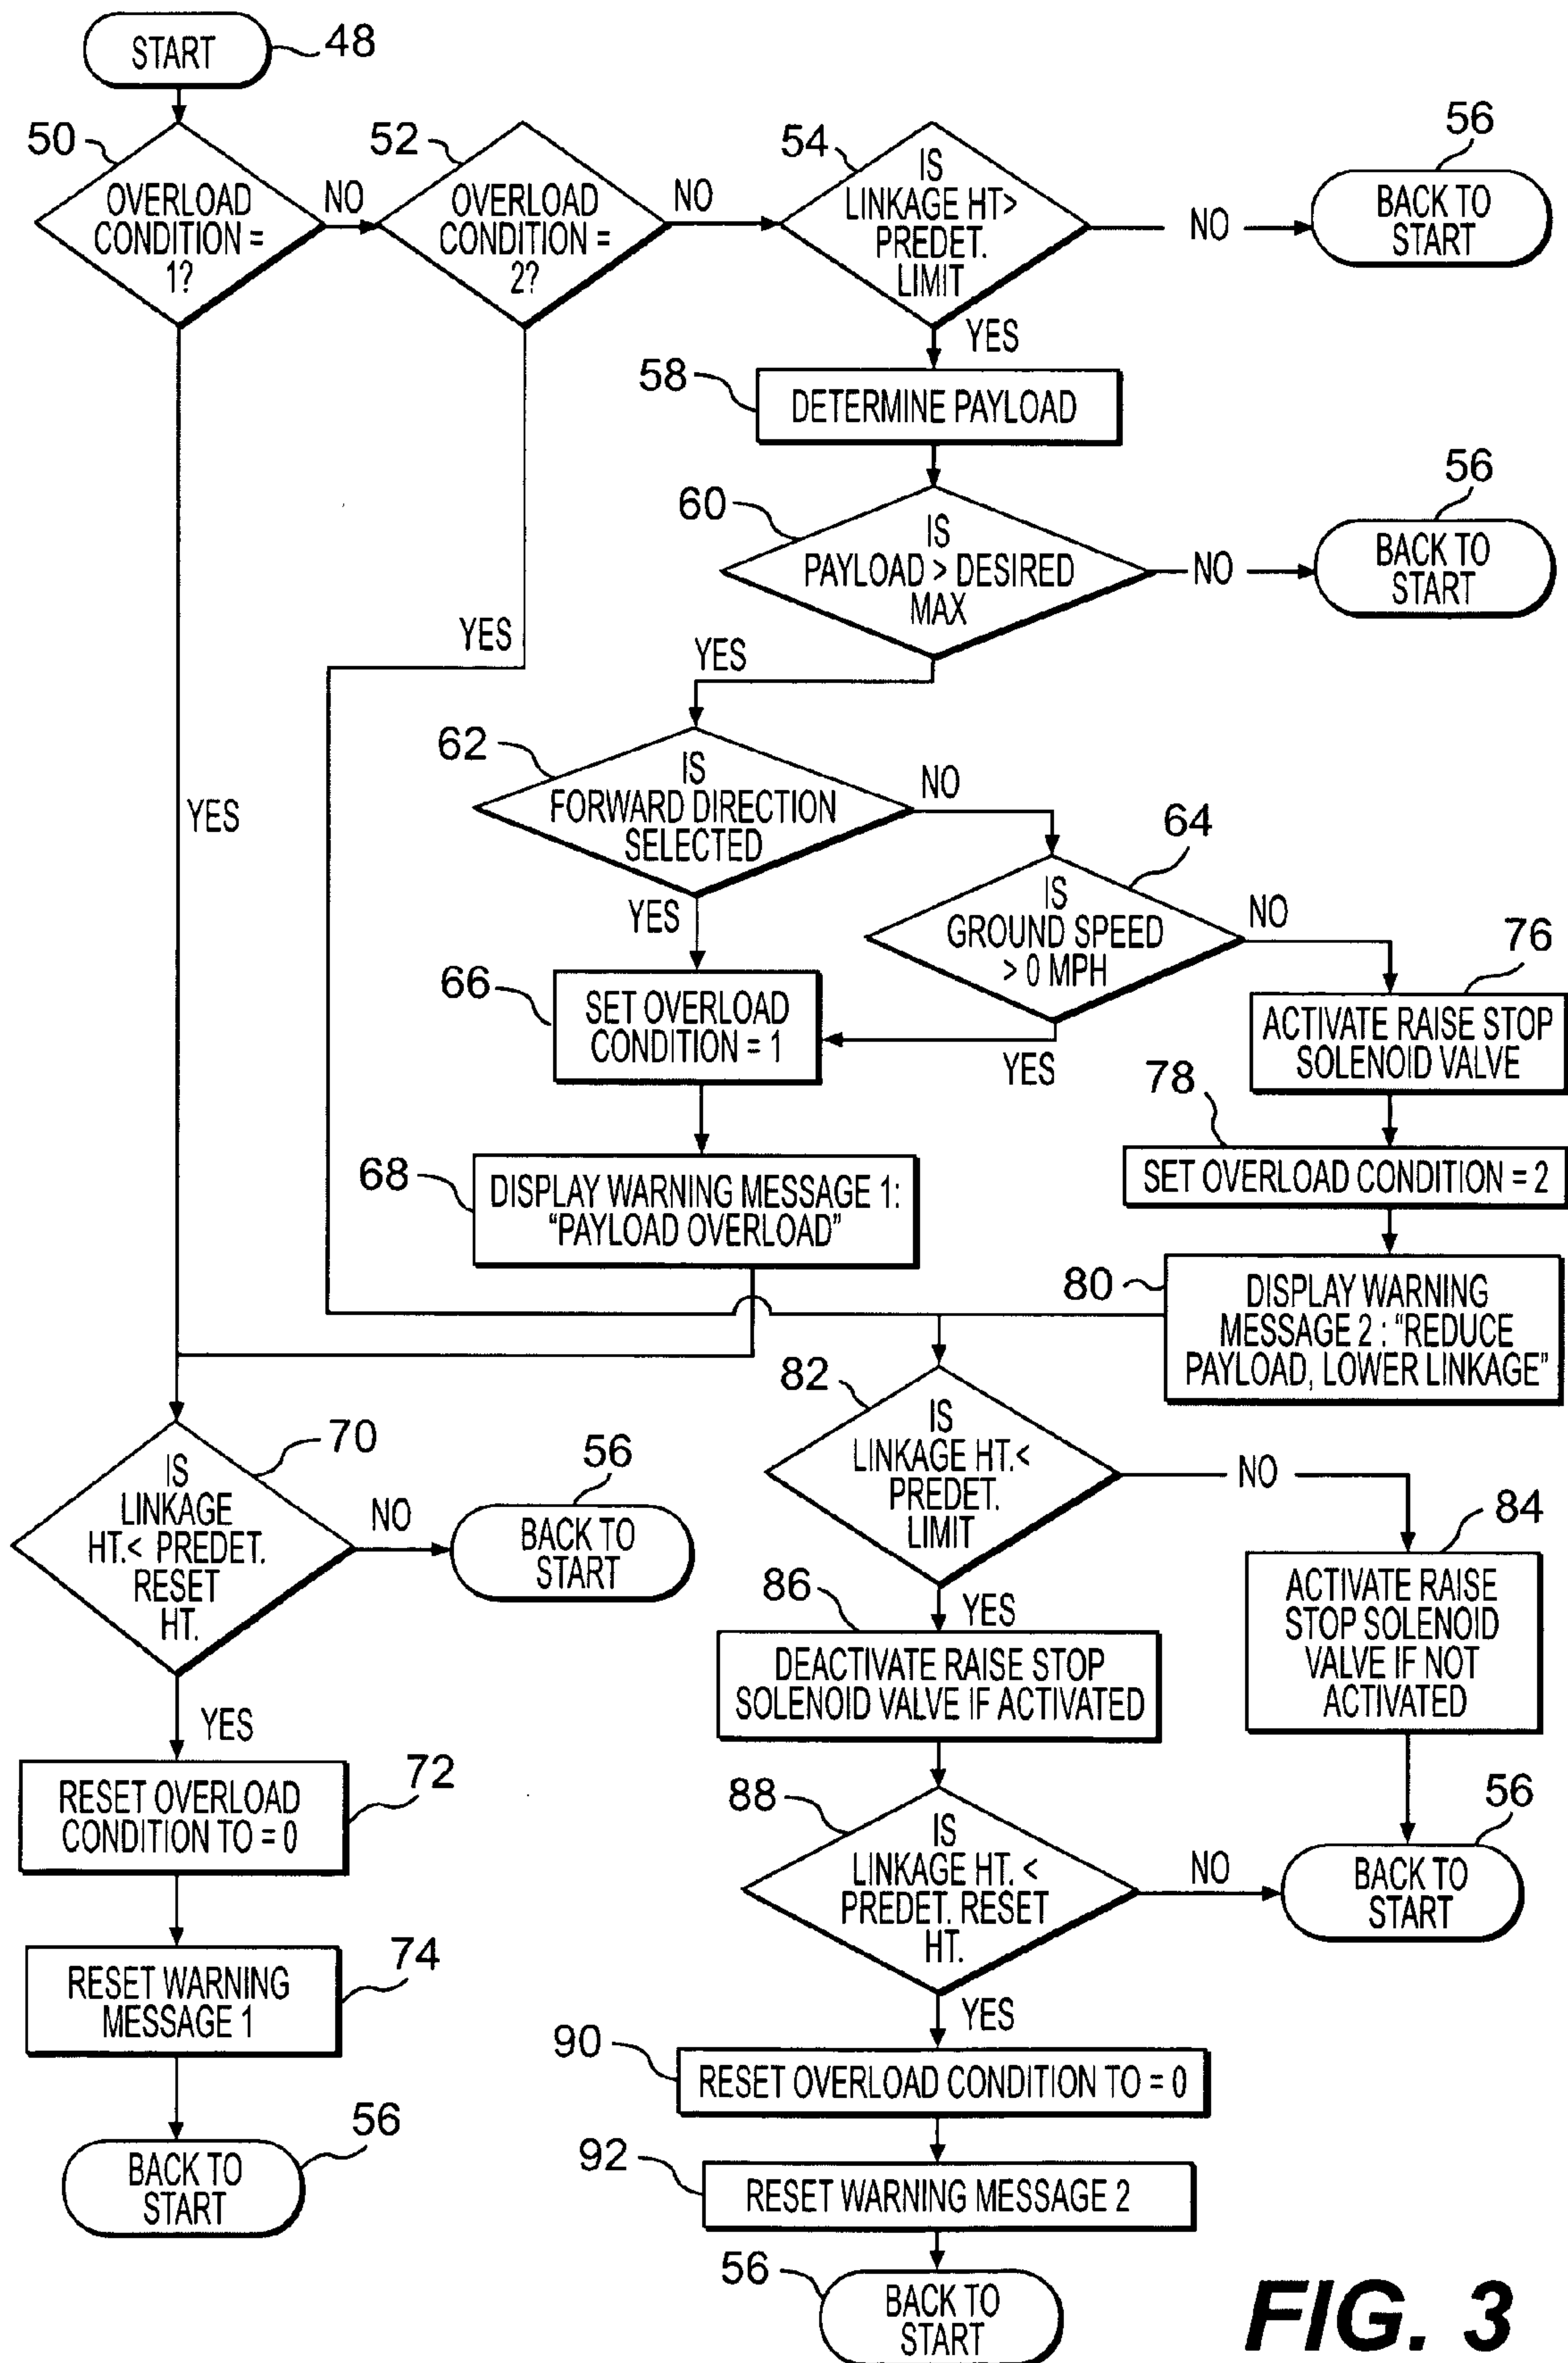 START
48
50
OVERLOAD
CONDITION =
1?
NO
52
OVERLOAD
CONDITION =
2?
NO
54
IS
LINKAGE HT>
PREDET.
LIMIT
NO
56
BACK TO
START
YES
58
DETERMINE PAYLOAD
60
IS
PAYLOAD > DESIRED
MAX
NO
56
BACK TO
START
YES
YES
YES
62
IS
FORWARD DIRECTION
SELECTED
NO
64
IS
GROUND SPEED
> 0 MPH
NO
YES
YES
66
SET OVERLOAD
CONDITION = 1
76
ACTIVATE RAISE STOP
SOLENOID VALVE
78
SET OVERLOAD CONDITION = 2
68
DISPLAY WARNING MESSAGE 1:
“PAYLOAD OVERLOAD”
80
DISPLAY WARNING
MESSAGE 2 : “REDUCE
PAYLOAD, LOWER LINKAGE”
70
IS
LINKAGE
HT.< PREDET.
RESET
HT.
NO
56
BACK TO
START
82
IS
LINKAGE HT.<
PREDET.
LIMIT
NO
84
ACTIVATE RAISE
STOP SOLENOID
VALVE IF NOT
ACTIVATED
YES
86
DEACTIVATE RAISE STOP
SOLENOID VALVE IF ACTIVATED
YES
72
RESET OVERLOAD
CONDITION TO = 0
88
IS
LINKAGE HT. <
PREDET. RESET
HT.
NO
56
BACK TO
START
74
RESET WARNING
MESSAGE 1
YES
90
RESET OVERLOAD CONDITION TO = 0
56
BACK TO
START
92
RESET WARNING MESSAGE 2
56
BACK TO
START
FIG. 3